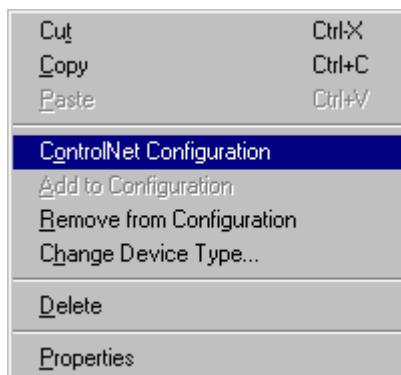 Cut Ctrl-X
Copy Ctrl+C
Paste Ctrl+V
ControlNet Configuration
Add to Configuration
Remove from Configuration
Change Device Type...
Delete
Properties